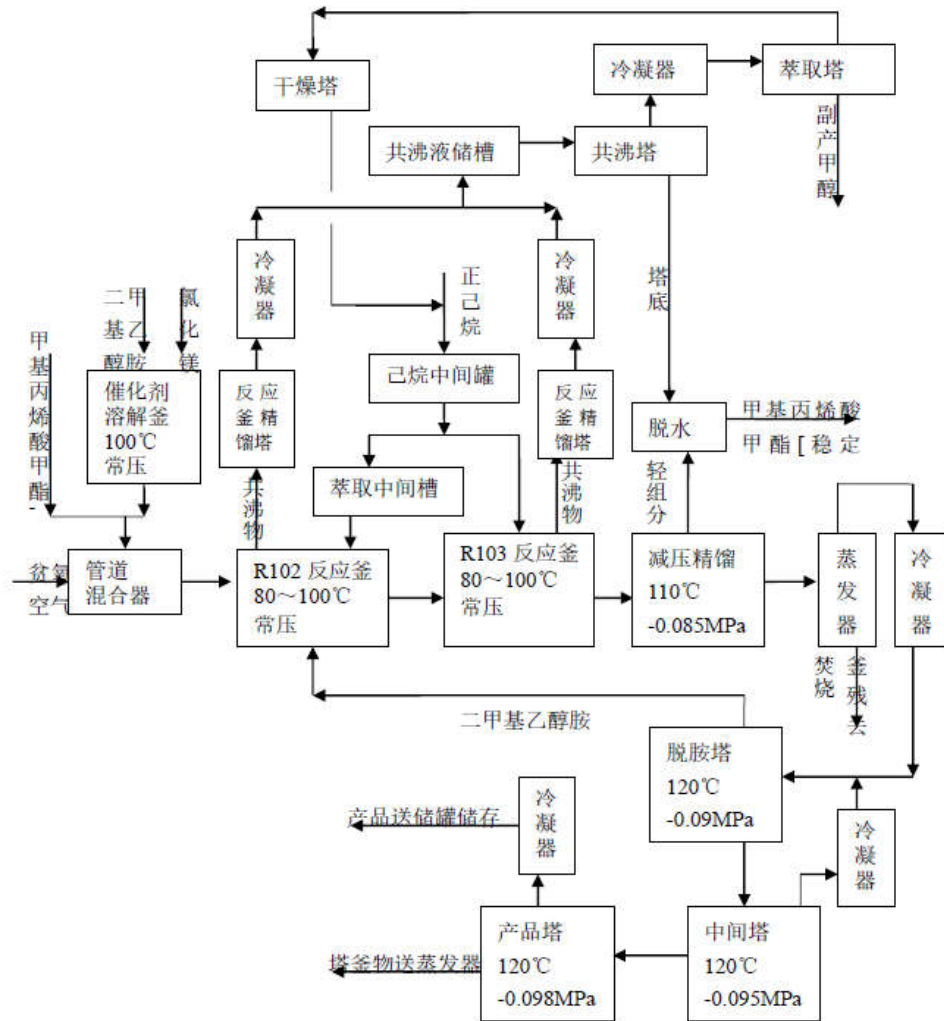 干燥塔
冷凝器
萃取塔
副产甲醇
共沸液储槽
共沸塔
冷凝器
正己烷
冷凝器
塔底
二甲
基乙
醇胺
氯化镁
甲基丙烯酸甲酯-
催化剂
溶解釜
100℃
常压
反应
釜精
馏塔
己烷中间罐
反应
釜精
馏塔
脱水
甲基丙烯酸
甲酯[稳定
共沸物
萃取中间槽
共沸物
轻组分
贫氧
空气
管道
混合器
R102 反应釜
80～100℃
常压
R103 反应釜
80～100℃
常压
减压精馏
110℃
-0.085MPa
蒸发器
冷凝器
釜残去
焚烧
二甲基乙醇胺
脱胺塔
120℃
-0.09MPa
产品送储罐储存
冷凝器
冷凝器
产品塔
120℃
-0.098MPa
中间塔
120℃
-0.095MPa
塔釜物送蒸发器